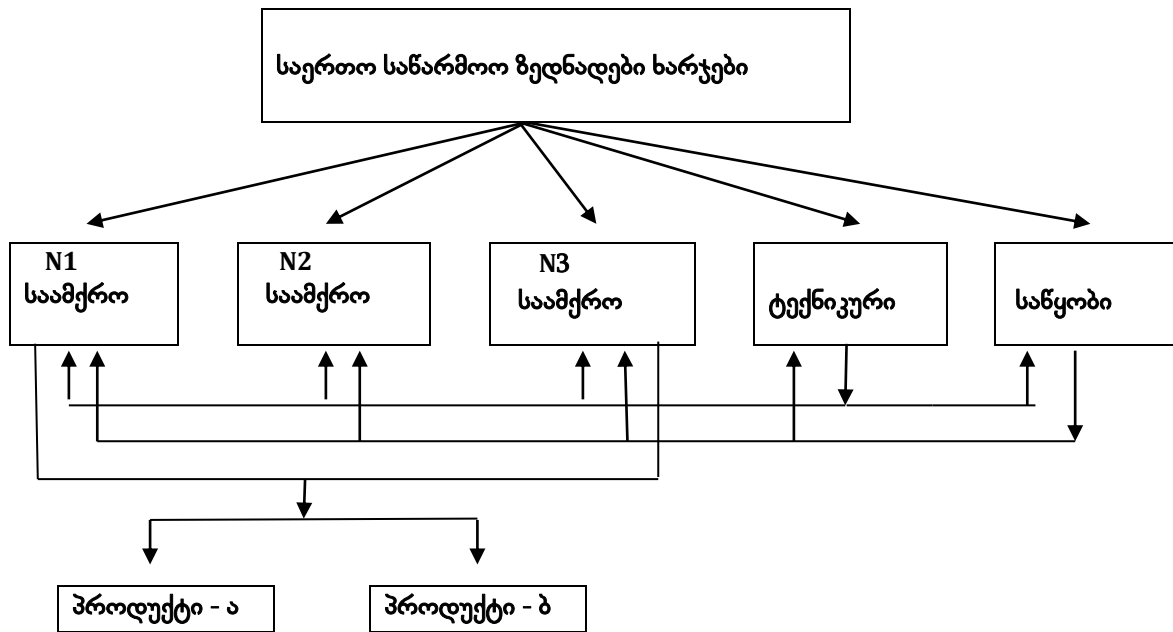 საერთო საწარმოო ზედნადები ხარჯები
N1
საამქრო
N2
საამქრო
N3
საამქრო
ტექნიკური
საწყობი
პროდუქტი - ა
პროდუქტი - ბ